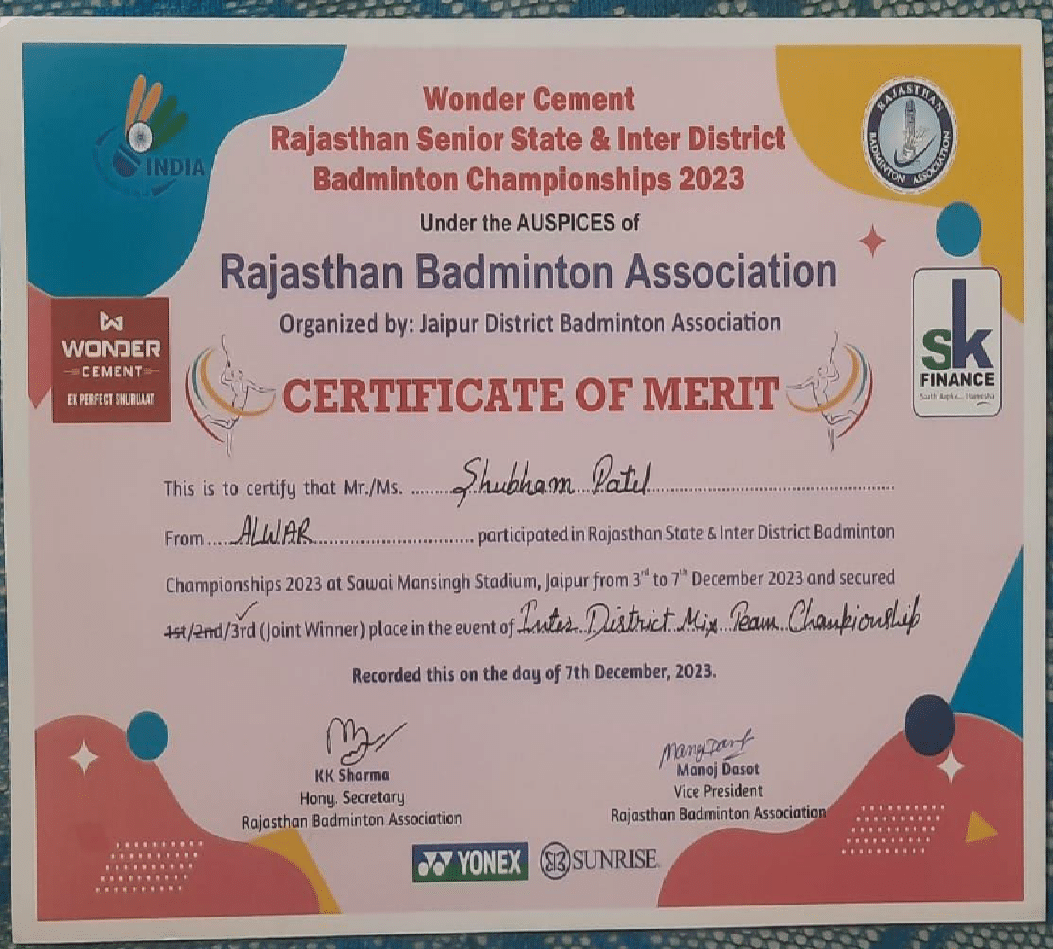 INDIA
RAJASTHAN
BADMINTON ASSOCIATION
Wonder Cement
Rajasthan Senior State & Inter District
Badminton Championships 2023
Under the AUSPICES of
Rajasthan Badminton Association
Organized by: Jaipur District Badminton Association
WONDER
CEMENT
EK PERFECT SHURUAAT
sk
FINANCE
CERTIFICATE OF MERIT
This is to certify that Mr./Ms. ........Shubham Patel........
From ....ALWAR........ participated in Rajasthan State & Inter District Badminton
Championships 2023 at Sawai Mansingh Stadium, Jaipur from 3rd to 7th December 2023 and secured
1st/2nd/3rd (Joint Winner) place in the event of Inter District Mix Team Chankionship
Recorded this on the day of 7th December, 2023.
KK Sharma
Hony. Secretary
Rajasthan Badminton Association
Manoj Dasot
Vice President
Rajasthan Badminton Association
YONEX
SUNRISE